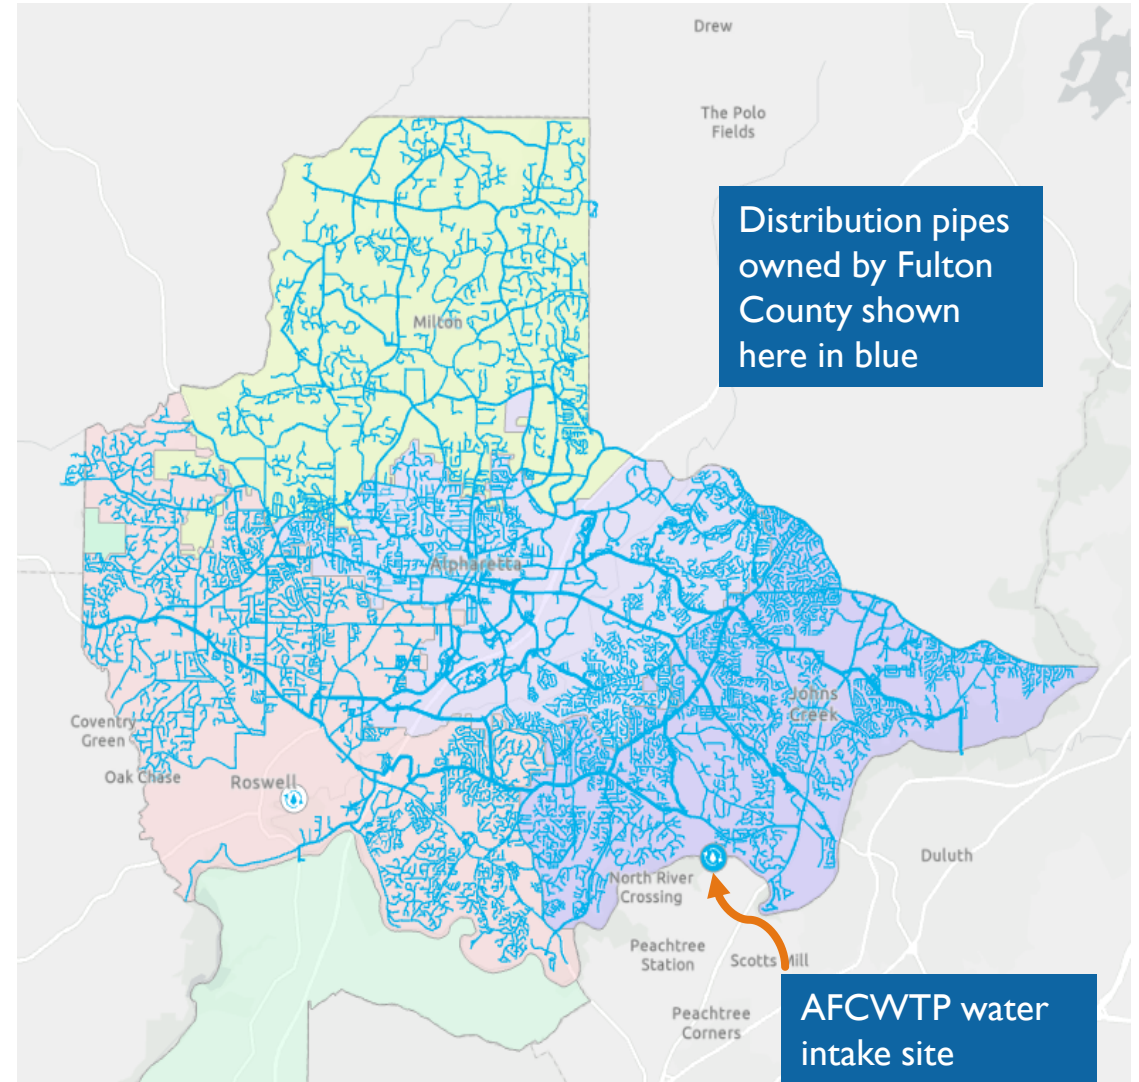 Drew
The Polo
Fields
Distribution pipes
owned by Fulton
County shown
here in blue
Milton
Alpharetta
Johns
Creek
Coventry
Green
Oak Chase
Roswell
Duluth
North River
Crossing
Peachtree
Station
Scotts Mill
Peachtree
Corners
AFCWTP water
intake site